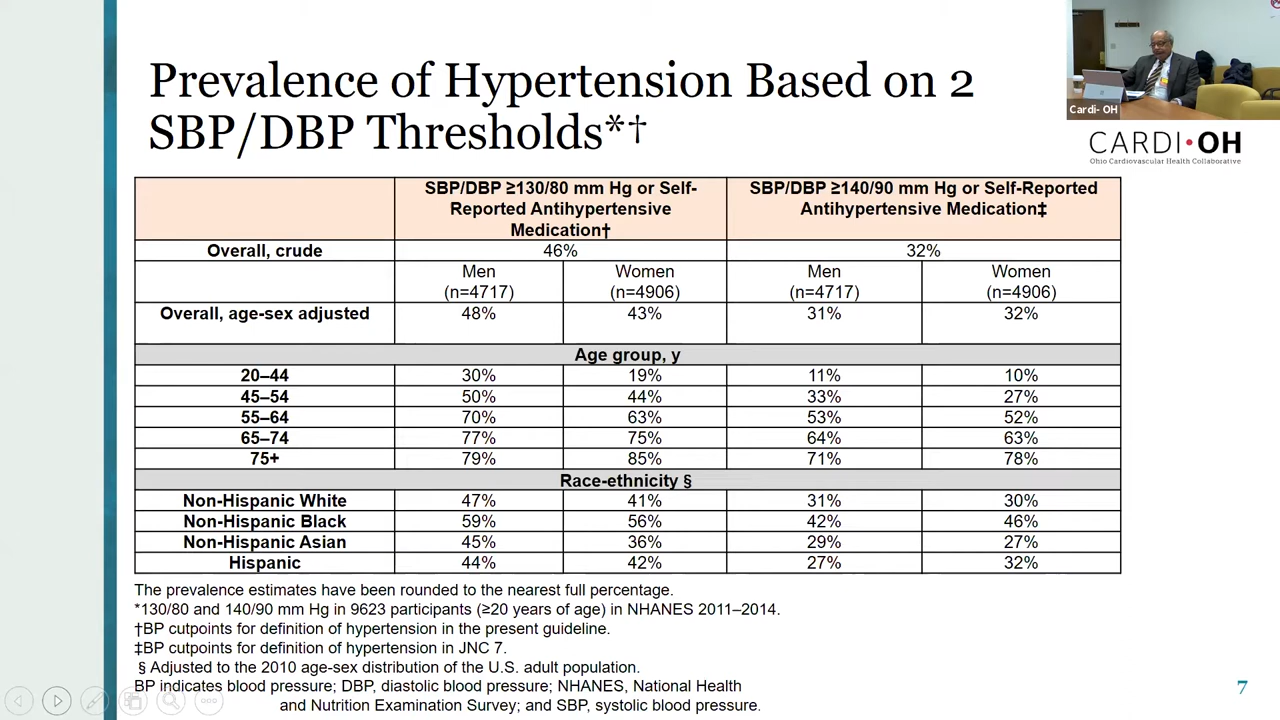 Prevalence of Hypertension Based on 2
SBP/DBP Thresholds*†
Cardi- OH
CARDI•OH
Ohio Cardiovascular Health Collaborative
SBP/DBP ≥130/80 mm Hg or Self-
Reported Antihypertensive
Medication†
SBP/DBP ≥140/90 mm Hg or Self-Reported
Antihypertensive Medication‡
Overall, crude 46% 32%
Men Women Men Women
(n=4717) (n=4906) (n=4717) (n=4906)
Overall, age-sex adjusted 48% 43% 31% 32%
Age group, y
20–44 30% 19% 11% 10%
45–54 50% 44% 33% 27%
55–64 70% 63% 53% 52%
65–74 77% 75% 64% 63%
75+ 79% 85% 71% 78%
Race-ethnicity §
Non-Hispanic White 47% 41% 31% 30%
Non-Hispanic Black 59% 56% 42% 46%
Non-Hispanic Asian 45% 36% 29% 27%
Hispanic 44% 42% 27% 32%
The prevalence estimates have been rounded to the nearest full percentage.
*130/80 and 140/90 mm Hg in 9623 participants (≥20 years of age) in NHANES 2011–2014.
†BP cutpoints for definition of hypertension in the present guideline.
‡BP cutpoints for definition of hypertension in JNC 7.
§ Adjusted to the 2010 age-sex distribution of the U.S. adult population.
BP indicates blood pressure; DBP, diastolic blood pressure; NHANES, National Health
and Nutrition Examination Survey; and SBP, systolic blood pressure.
7